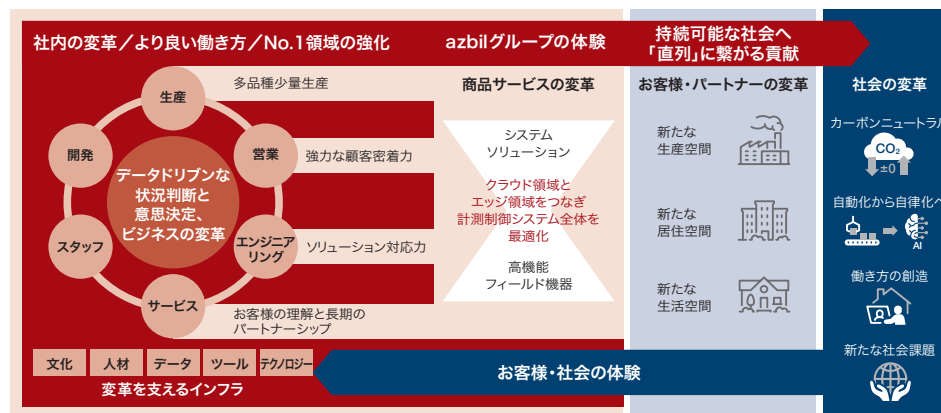 社内の変革／より良い働き方／No.1領域の強化
azbilグループの体験
持続可能な社会へ
「直列」に繋がる貢献
生産
開発
営業
スタッフ
エンジニア
リング
サービス
データドリブンな
状況判断と
意思決定、
ビジネスの変革
多品種少量生産
強力な顧客密着力
ソリューション対応力
お客様の理解と長期の
パートナーシップ
商品サービスの変革
システム
ソリューション
クラウド領域と
エッジ領域をつなぎ
計測制御システム全体を
最適化
高機能
フィールド機器
お客様・パートナーの変革
新たな
生産空間
新たな
居住空間
新たな
生活空間
社会の変革
カーボンニュートラル
CO₂
±0
自動化から自律化へ
AI
働き方の創造
新たな社会課題
文化
人材
データ
ツール
テクノロジー
変革を支えるインフラ
お客様・社会の体験